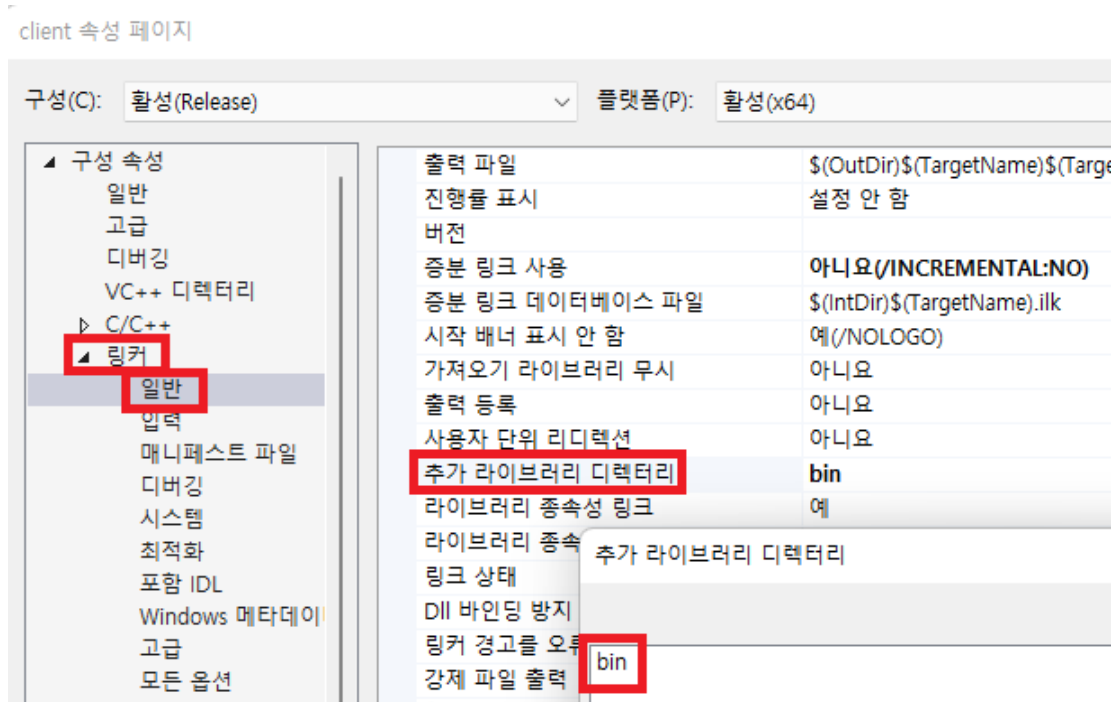 client 속성 페이지
구성(C): 활성(Release) 플랫폼(P): 활성(x64)
구성 속성
일반
고급
디버깅
VC++ 디렉터리
C/C++
링커
일반
입력
매니페스트 파일
디버깅
시스템
최적화
포함 IDL
Windows 메타데이
고급
모든 옵션
출력 파일 $(OutDir)$(TargetName)$(Targe
진행률 표시 설정 안 함
버전
증분 링크 사용 아니요(/INCREMENTAL:NO)
증분 링크 데이터베이스 파일 $(IntDir)$(TargetName).ilk
시작 배너 표시 안 함 예(/NOLOGO)
가져오기 라이브러리 무시 아니요
출력 등록 아니요
사용자 단위 리디렉션 아니요
추가 라이브러리 디렉터리 bin
라이브러리 종속성 링크 예
라이브러리 종속
링크 상태
Dll 바인딩 방지
링커 경고를 오류
강제 파일 출력
추가 라이브러리 디렉터리
bin